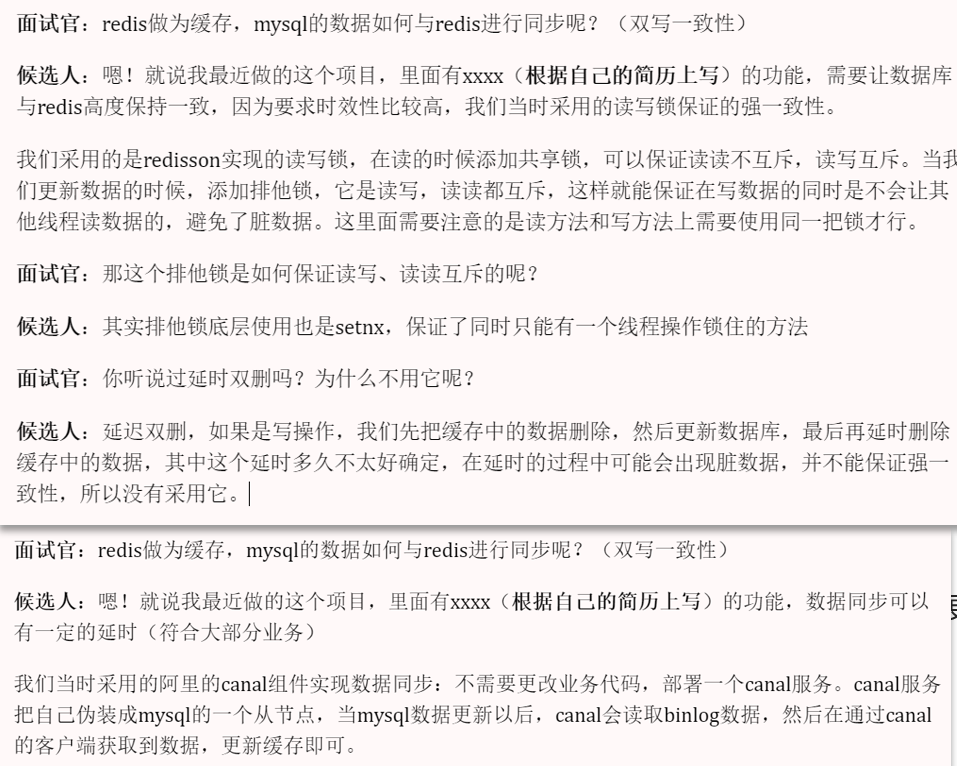 面试官：redis做为缓存，mysql的数据如何与redis进行同步呢？（双写一致性）
候选人：嗯！就说我最近做的这个项目，里面有xxxx（根据自己的简历上写）的功能，需要让数据库
与redis高度保持一致，因为要求时效性比较高，我们当时采用的读写锁保证的强一致性。
我们采用的是redisson实现的读写锁，在读的时候添加共享锁，可以保证读读不互斥，读写互斥。当我
们更新数据的时候，添加排他锁，它是读写，读读都互斥，这样就能保证在写数据的同时是不会让其
他线程读数据的，避免了脏数据。这里面需要注意的是读方法和写方法上需要使用同一把锁才行。
面试官：那这个排他锁是如何保证读写、读读互斥的呢？
候选人：其实排他锁底层使用也是setnx，保证了同时只能有一个线程操作锁住的方法
面试官：你听说过延时双删吗？为什么不用它呢？
候选人：延迟双删，如果是写操作，我们先把缓存中的数据删除，然后更新数据库，最后再延时删除
缓存中的数据，其中这个延时多久不太好确定，在延时的过程中可能会出现脏数据，并不能保证强一
致性，所以没有采用它。
面试官：redis做为缓存，mysql的数据如何与redis进行同步呢？（双写一致性）
候选人：嗯！就说我最近做的这个项目，里面有xxxx（根据自己的简历上写）的功能，数据同步可以
有一定的延时（符合大部分业务）
我们当时采用的阿里的canal组件实现数据同步：不需要更改业务代码，部署一个canal服务。canal服务
把自己伪装成mysql的一个从节点，当mysql数据更新以后，canal会读取binlog数据，然后在通过canal
的客户端获取到数据，更新缓存即可。